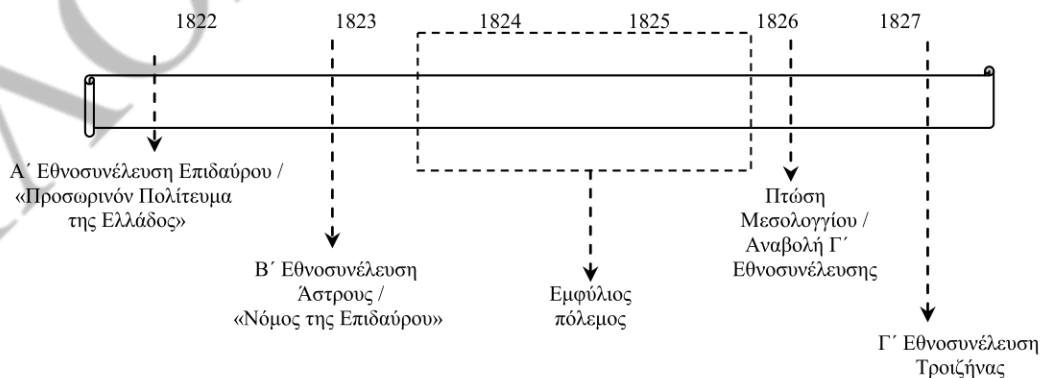 1822 1823 1824 1825 1826 1827
Α΄ Εθνοσυνέλευση Επιδαύρου /
«Προσωρινόν Πολίτευμα
της Ελλάδος»
Β΄ Εθνοσυνέλευση
Άστρους /
«Νόμος της Επιδαύρου»
Εμφύλιος
πόλεμος
Πτώση
Μεσολογγίου /
Αναβολή Γ΄
Εθνοσυνέλευσης
Γ΄ Εθνοσυνέλευση
Τροιζήνας